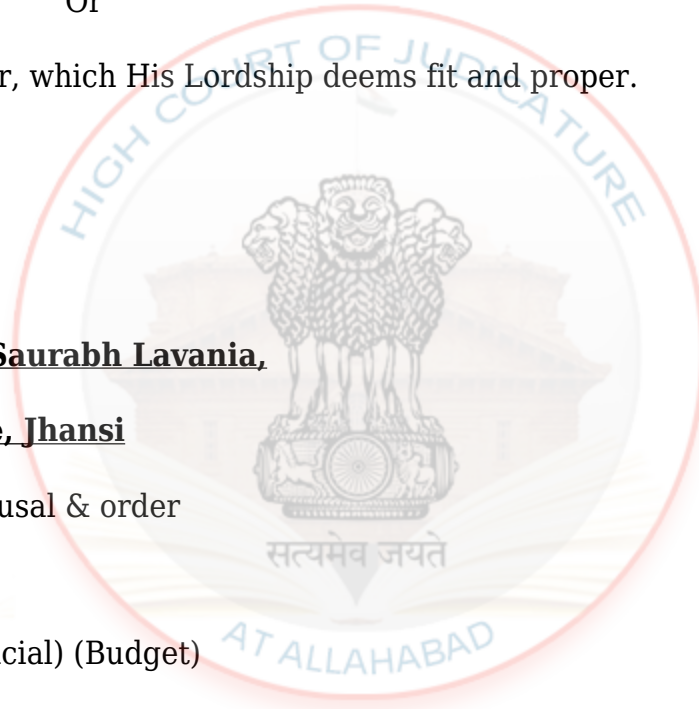 Or
r, which His Lordship deems fit and proper.
HIGH COURT OF JUDICATURE
Saurabh Lavania,
e, Jhansi
usal & order
सत्यमेव जयते
AT ALLAHABAD
cial) (Budget)